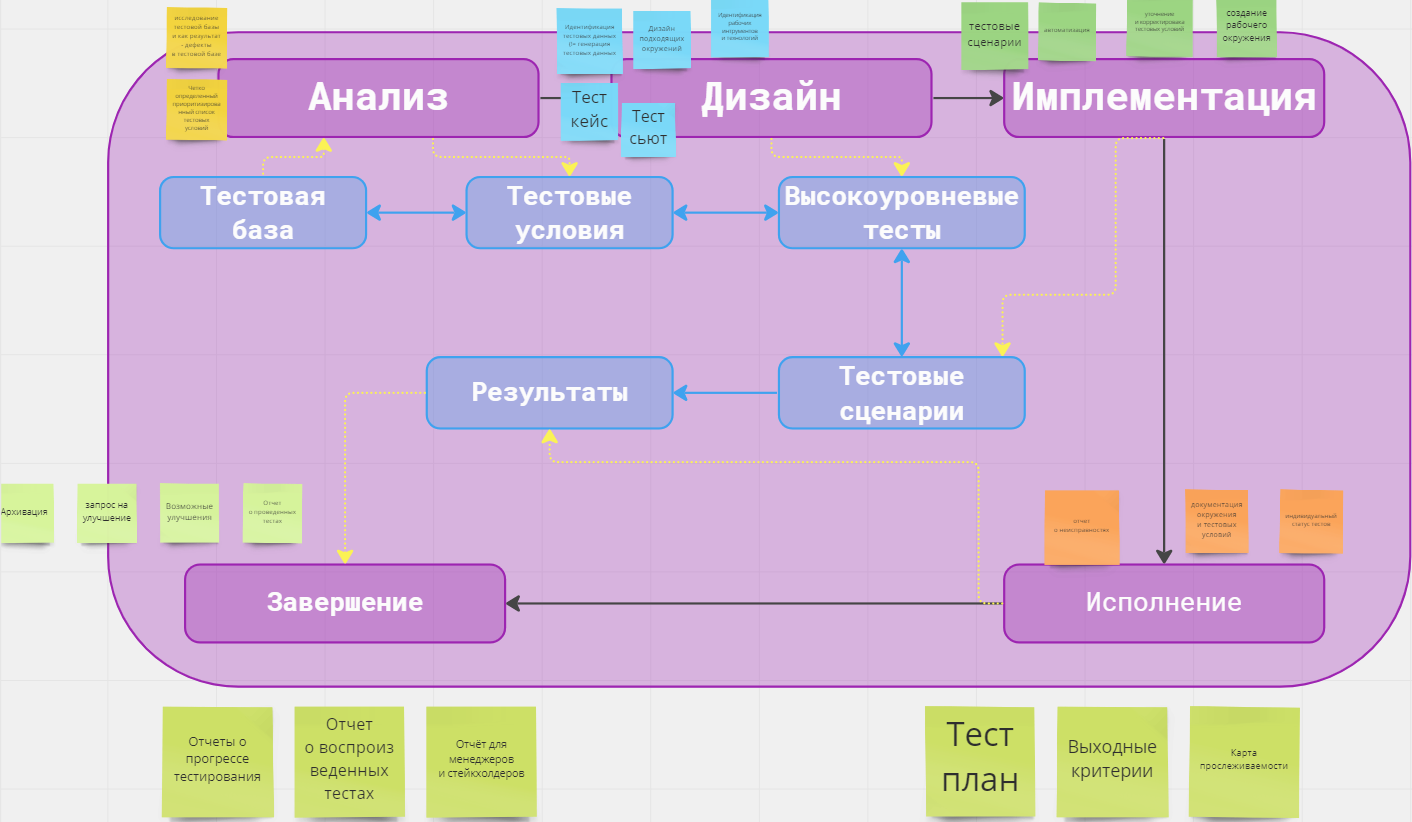 исследование
тестовой базы
и как результат
- дефекты
в тестовой базе
Четко
определенный
приоритизирова
нный список
тестовых
условий
Анализ
Идентификация
тестовых данных
(!= генерация
тестовых данных
Дизайн
подходящих
окружений
Идентификация
рабочих
инструментов
и технологий
Тест
кейс
Тест
сьют
Дизайн
тестовые
сценарии
автоматизация
уточнение
и корректировка
тестовых условий
создание
рабочего
окружения
Имплементация
Тестовая
база
Тестовые
условия
Высокоуровневые
тесты
Результаты
Тестовые
сценарии
Архивация
запрос на
улучшение
Возможные
улучшения
Отчет
о проведенных
тестах
отчет
о неисправностях
документация
окружения
и тестовых
условий
индивидуальный
статус тестов
Завершение
Исполнение
Отчеты о
прогрессе
тестирования
Отчет
о воспроиз
веденных
тестах
Отчёт для
менеджеров
и стейкхолдеров
Тест
план
Выходные
критерии
Карта
прослеживаемости